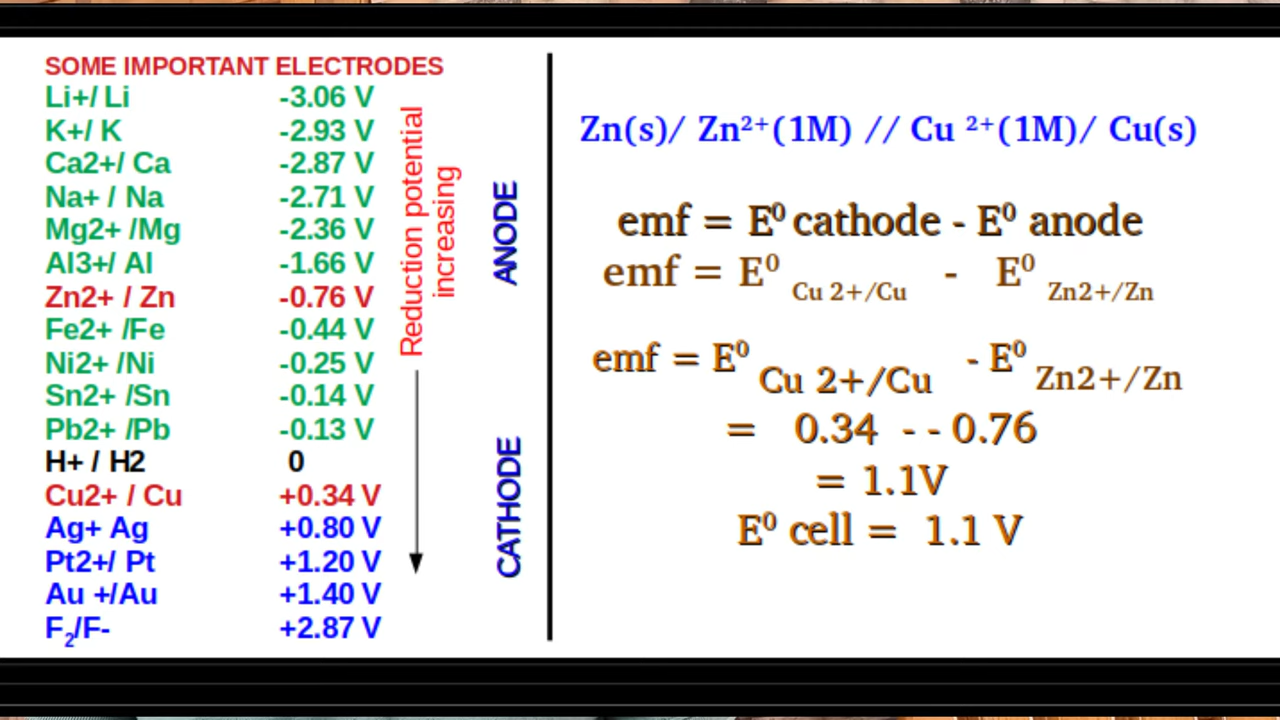 SOME IMPORTANT ELECTRODES
Li+/ Li -3.06 V
K+/ K -2.93 V
Ca2+/ Ca -2.87 V
Na+ / Na -2.71 V
Mg2+ /Mg -2.36 V
Al3+/ Al -1.66 V
Zn2+ / Zn -0.76 V
Fe2+ /Fe -0.44 V
Ni2+ /Ni -0.25 V
Sn2+ /Sn -0.14 V
Pb2+ /Pb -0.13 V
H+ / H2 0
Cu2+ / Cu +0.34 V
Ag+ Ag +0.80 V
Pt2+/ Pt +1.20 V
Au +/Au +1.40 V
F₂/F- +2.87 V
Reduction potential
increasing
ANODE
CATHODE
Zn(s)/ Zn²⁺(1M) // Cu ²⁺(1M)/ Cu(s)
emf = E⁰ cathode - E⁰ anode
emf = E⁰ Cu 2+/Cu - E⁰ Zn2+/Zn
emf = E⁰ Cu 2+/Cu - E⁰ Zn2+/Zn
= 0.34 - - 0.76
= 1.1V
E⁰ cell = 1.1 V